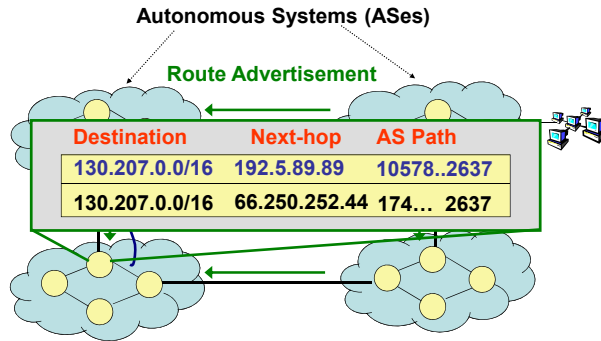 Autonomous Systems (ASes)
Route Advertisement
Destination Next-hop AS Path
130.207.0.0/16 192.5.89.89 10578..2637
130.207.0.0/16 66.250.252.44 174... 2637